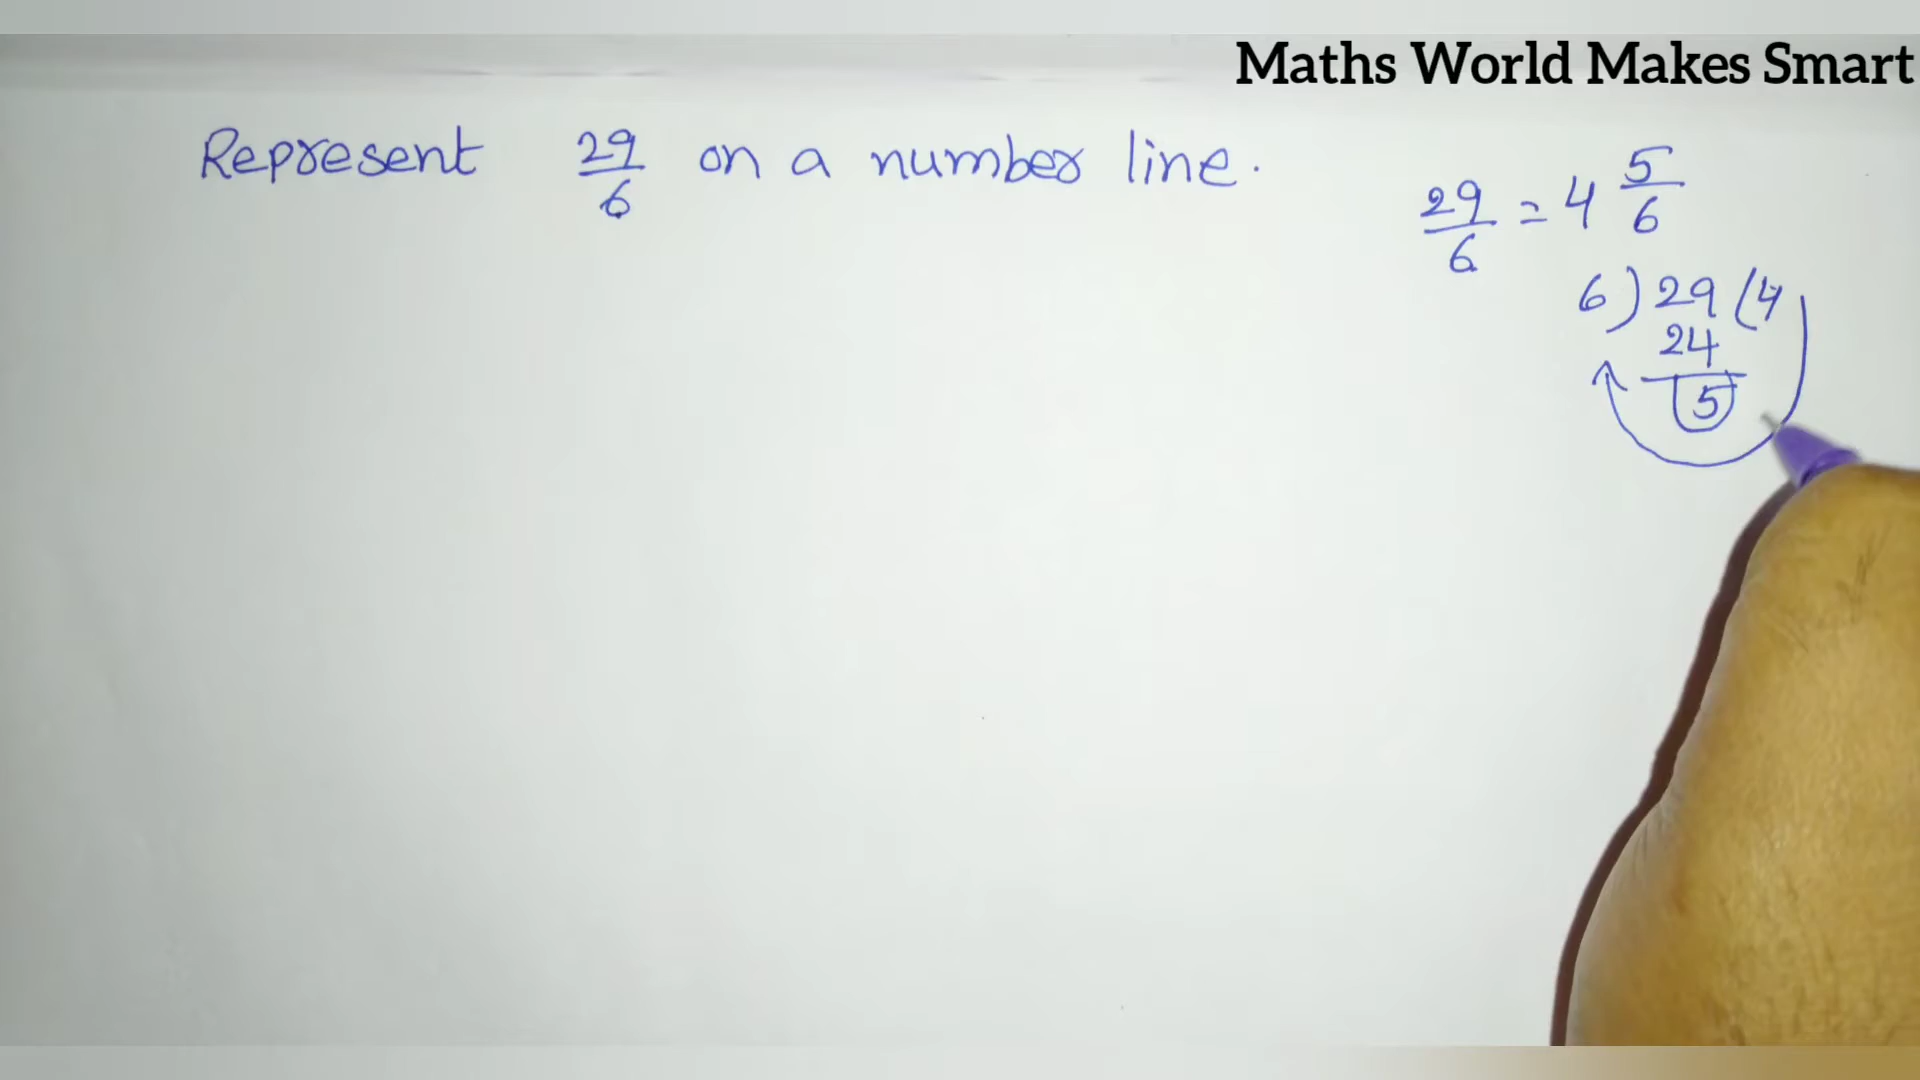 Maths World Makes Smart
Represent 29/6 on a number line.
29/6 = 4 5/6
6 ) 29 ( 4
24
5